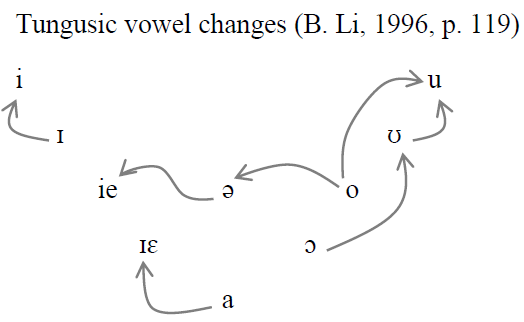 Tungusic vowel changes (B. Li, 1996, p. 119)
i u
ɪ ʊ
ie ə o
ɪɛ ɔ
a